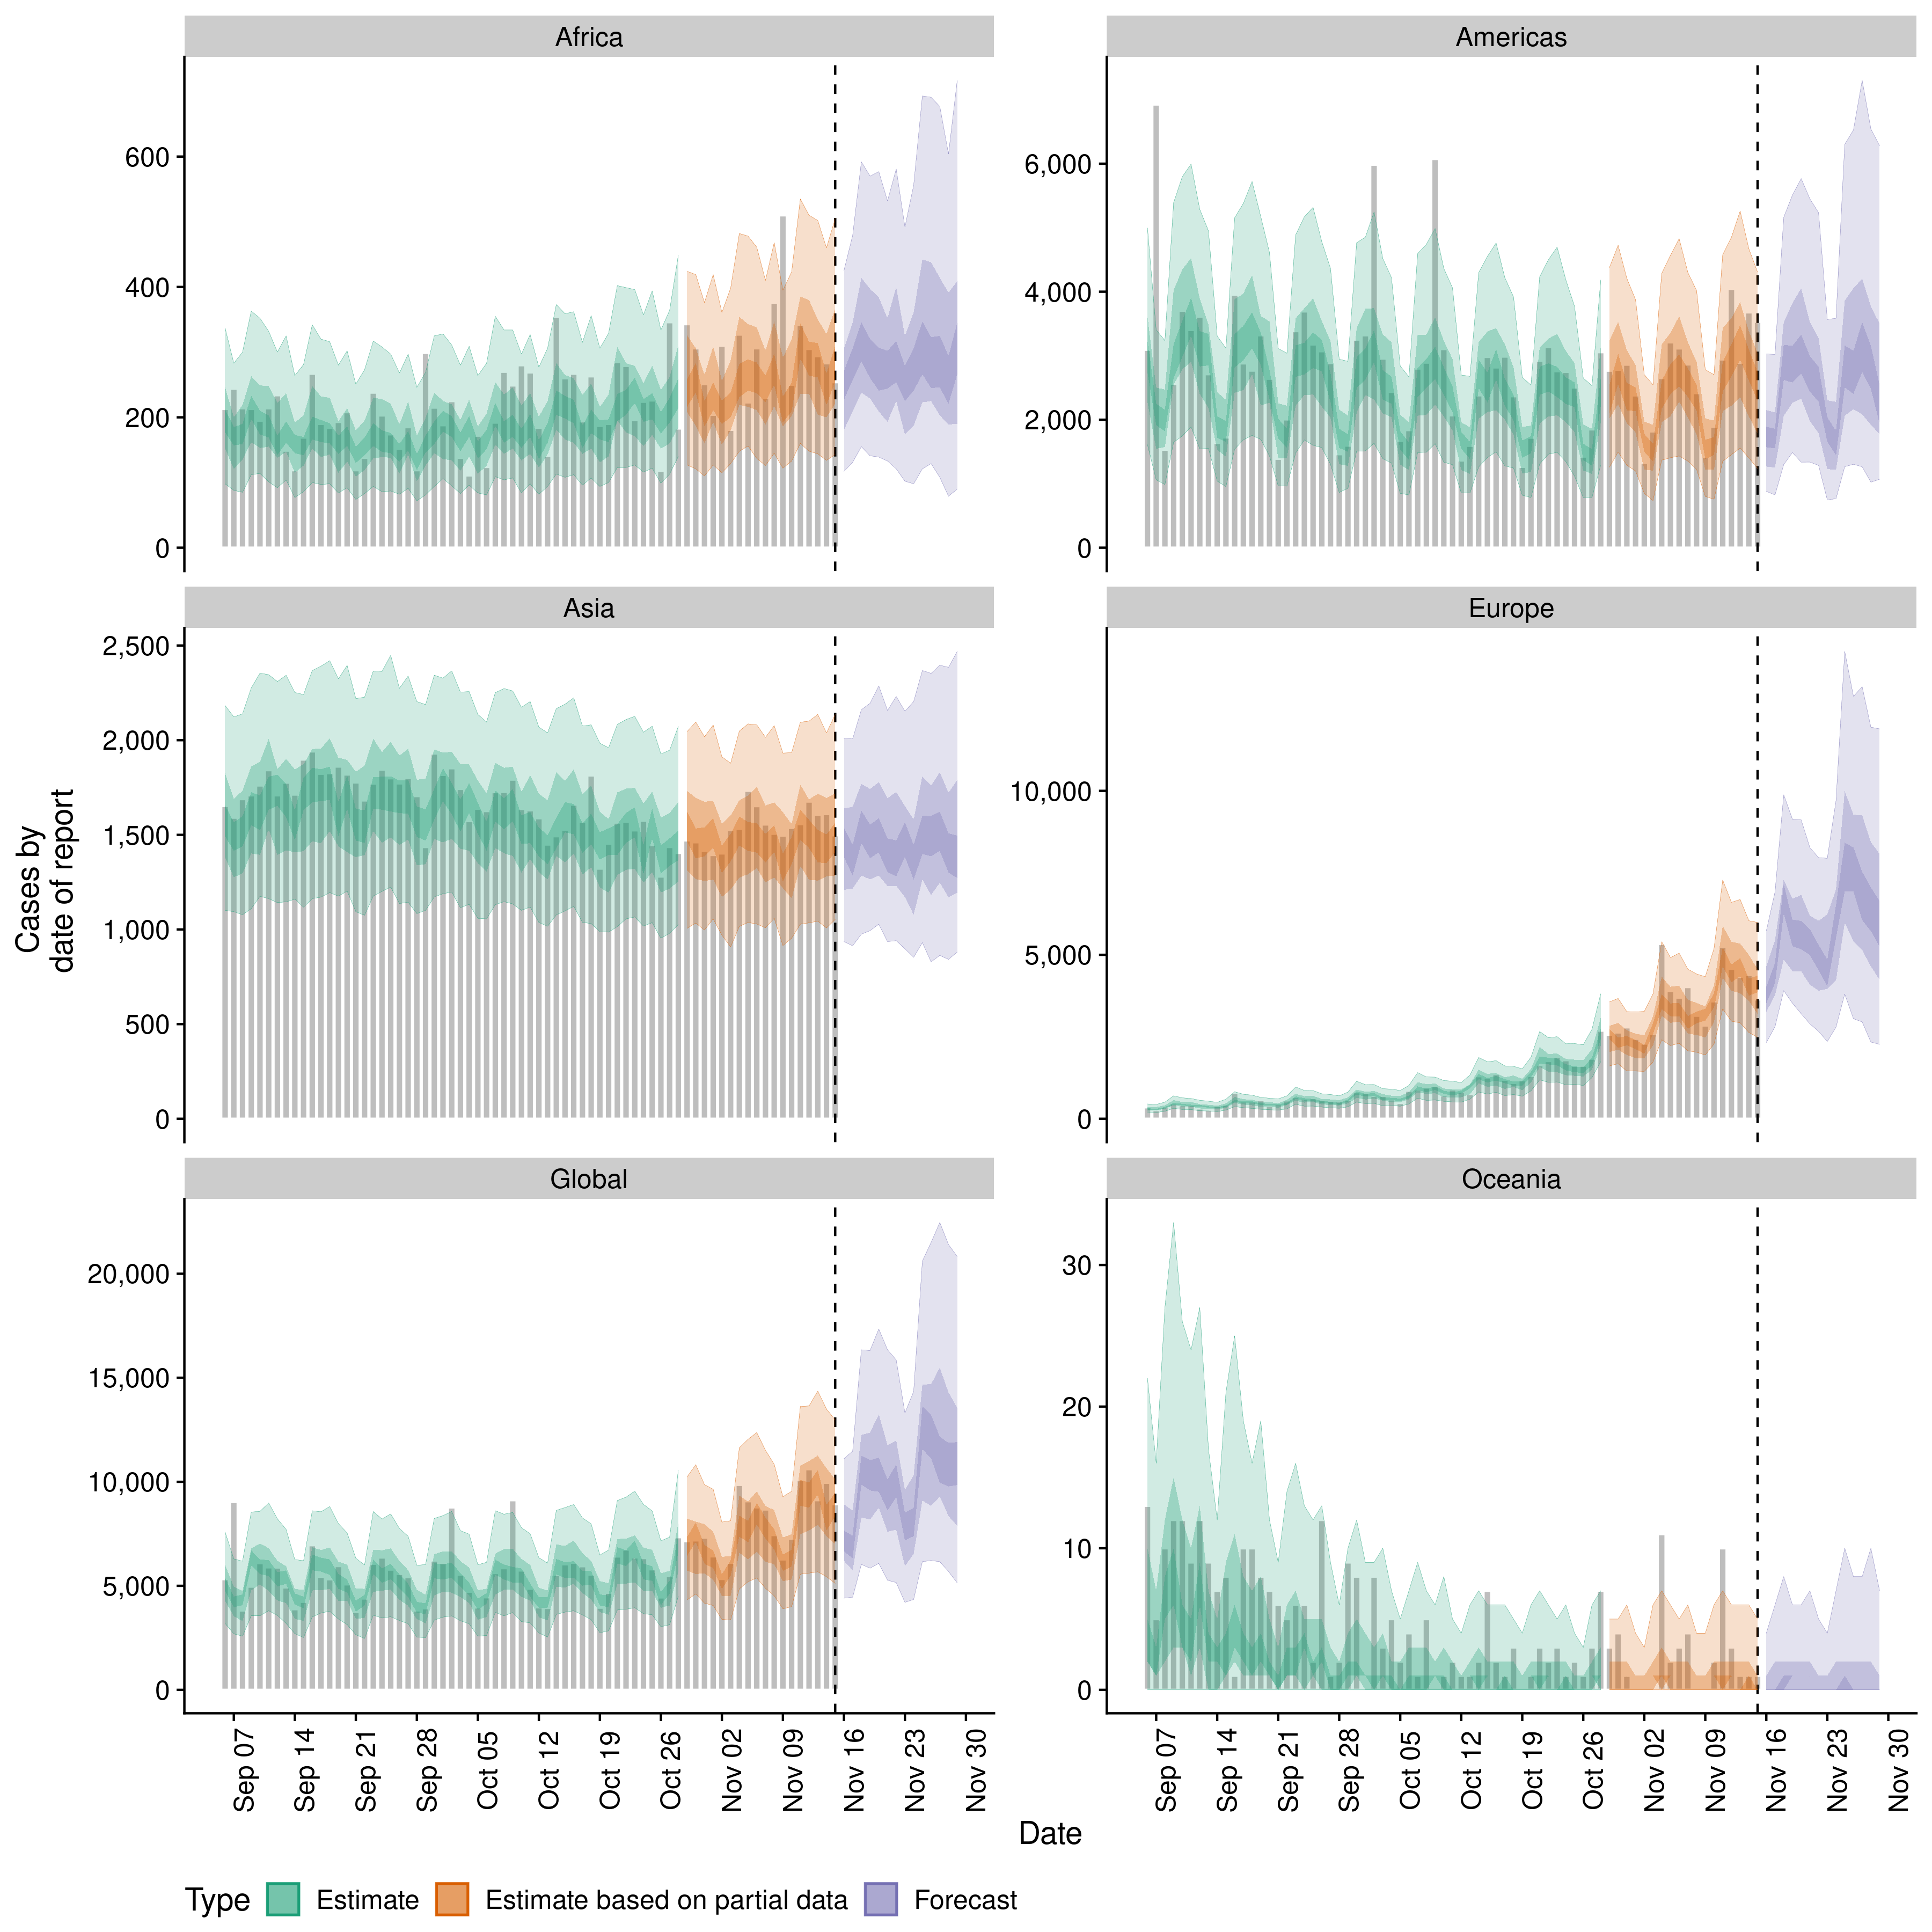 Africa
Americas
600
400
200
0
6,000
4,000
2,000
0
Asia
Europe
2,500
2,000
1,500
1,000
500
0
10,000
5,000
0
Global
Oceania
20,000
15,000
10,000
5,000
0
30
20
10
0
Cases by
date of report
Sep 07
Sep 14
Sep 21
Sep 28
Oct 05
Oct 12
Oct 19
Oct 26
Nov 02
Nov 09
Nov 16
Nov 23
Nov 30
Sep 07
Sep 14
Sep 21
Sep 28
Oct 05
Oct 12
Oct 19
Oct 26
Nov 02
Nov 09
Nov 16
Nov 23
Nov 30
Date
Type Estimate Estimate based on partial data Forecast